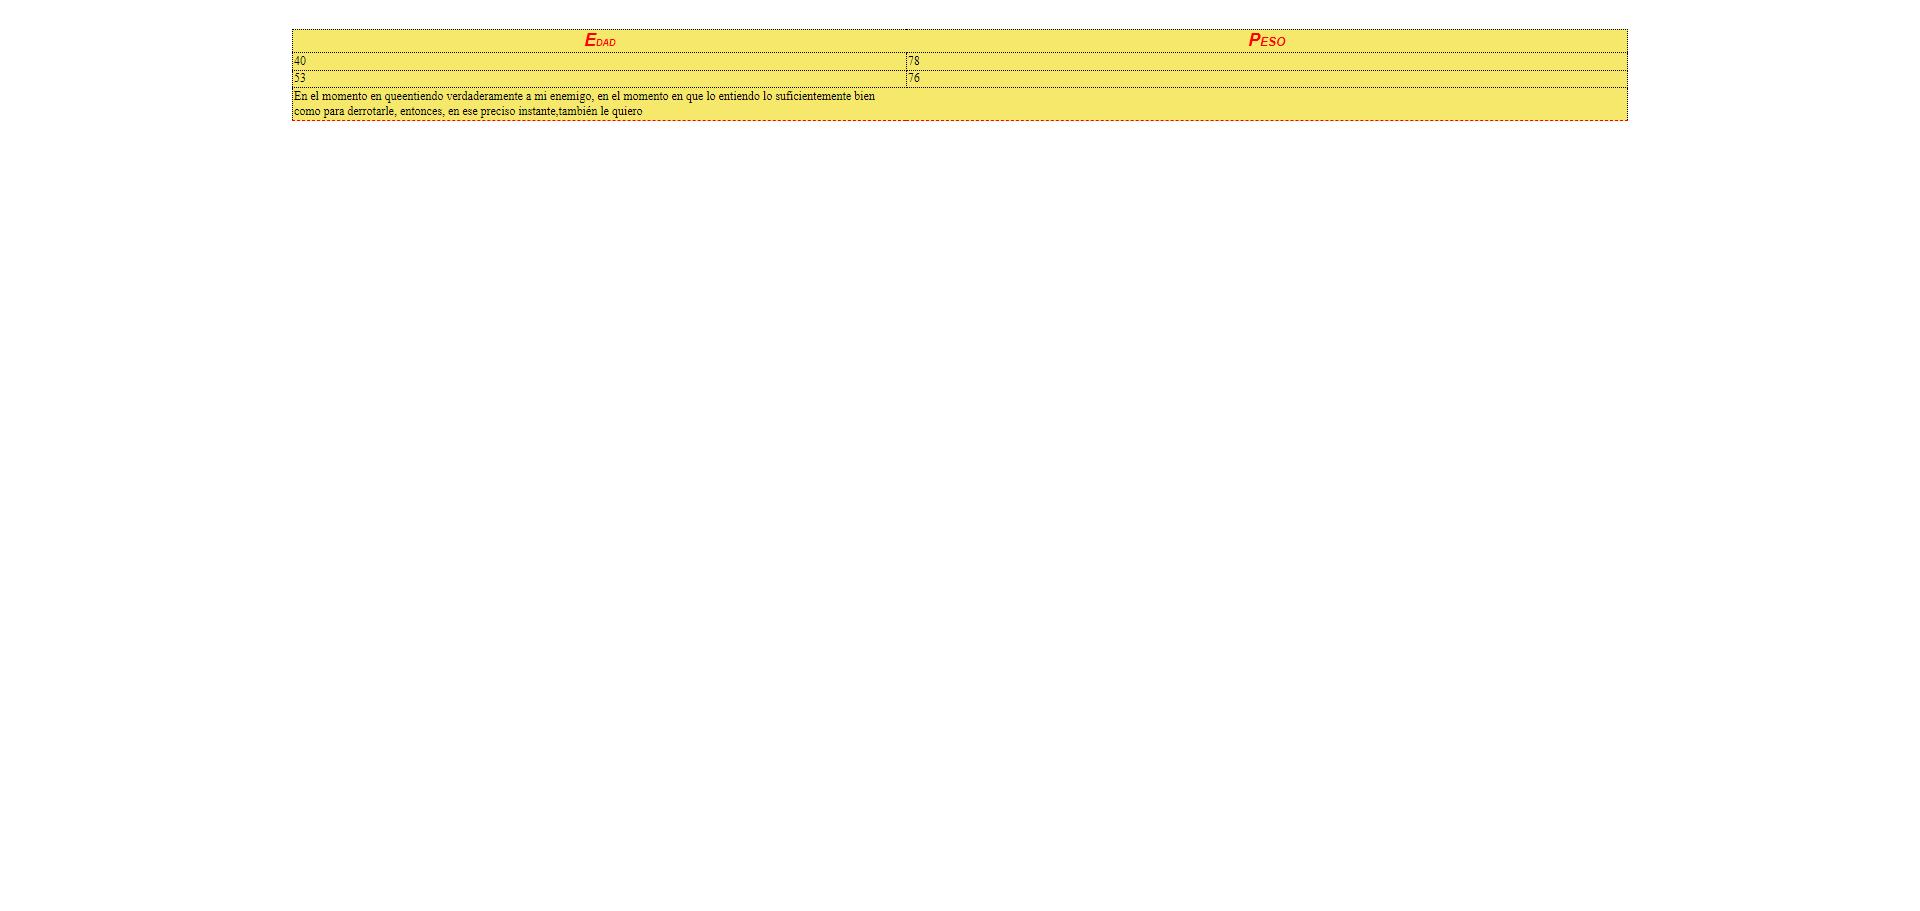 Edad Peso
40 78
53 76
En el momento en queentiendo verdaderamente a mi enemigo, en el momento en que lo entiendo lo suficientemente bien
como para derrotarle, entonces, en ese preciso instante,también le quiero